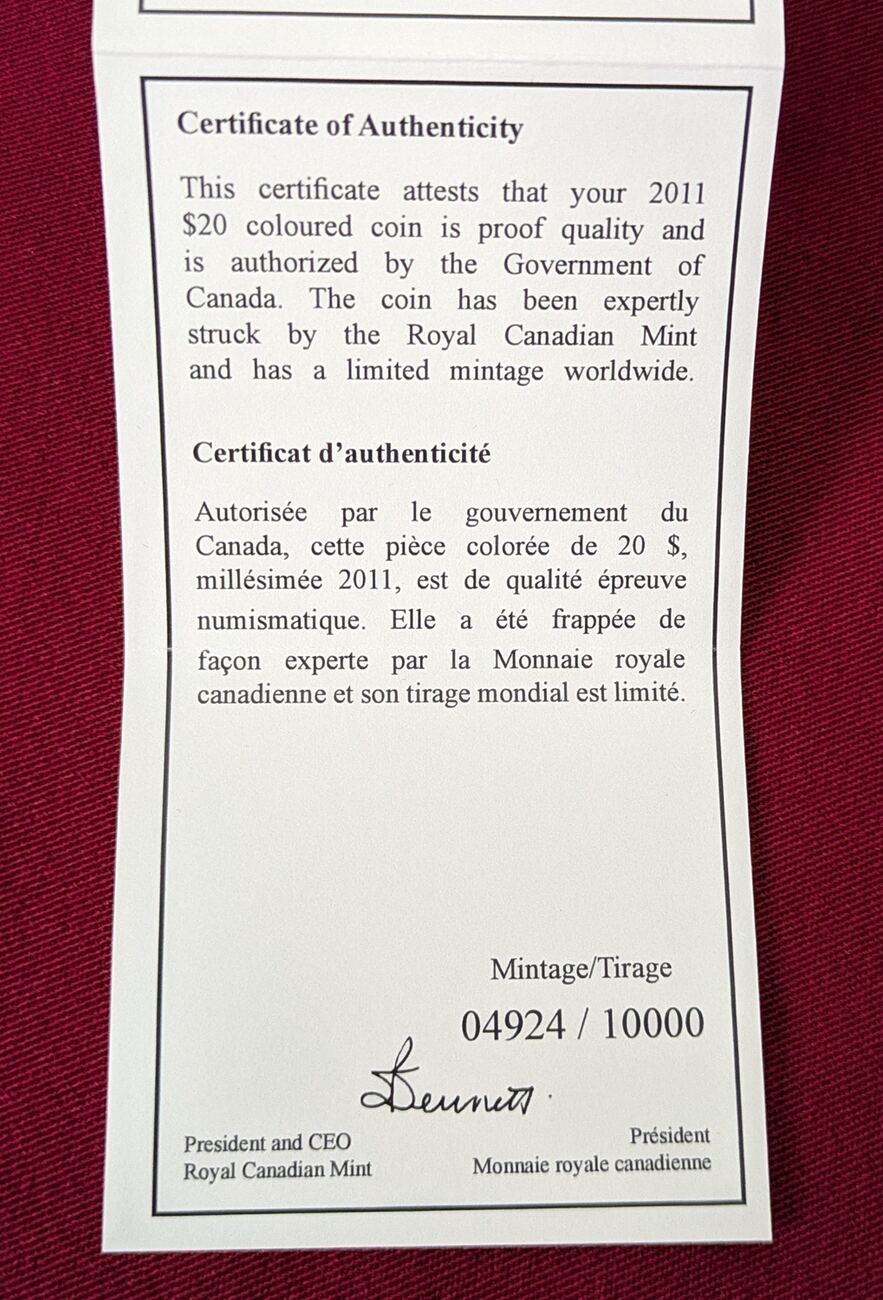 Certificate of Authenticity
This certificate attests that your 2011
$20 coloured coin is proof quality and
is authorized by the Government of
Canada. The coin has been expertly
struck by the Royal Canadian Mint
and has a limited mintage worldwide.
Certificat d’authenticité
Autorisée par le gouvernement du
Canada, cette pièce colorée de 20 $,
millésimée 2011, est de qualité épreuve
numismatique. Elle a été frappée de
façon experte par la Monnaie royale
canadienne et son tirage mondial est limité.
Mintage/Tirage
04924 / 10000
Bennett
President and CEO
Royal Canadian Mint
Président
Monnaie royale canadienne